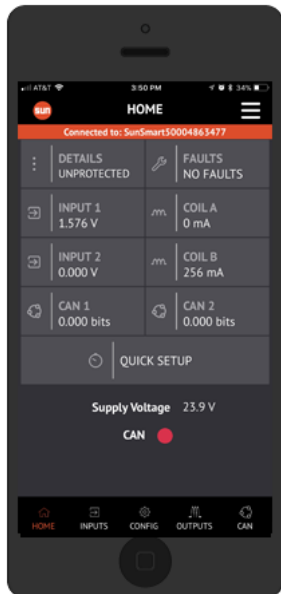 AT&T 3:50 PM 34%
sun HOME
Connected to: SunSmart50004863477
DETAILS FAULTS
UNPROTECTED NO FAULTS
INPUT 1 COIL A
1.576 V 0 mA
INPUT 2 COIL B
0.000 V 256 mA
CAN 1 CAN 2
0.000 bits 0.000 bits
QUICK SETUP
Supply Voltage 23.9 V
CAN
HOME INPUTS CONFIG OUTPUTS CAN